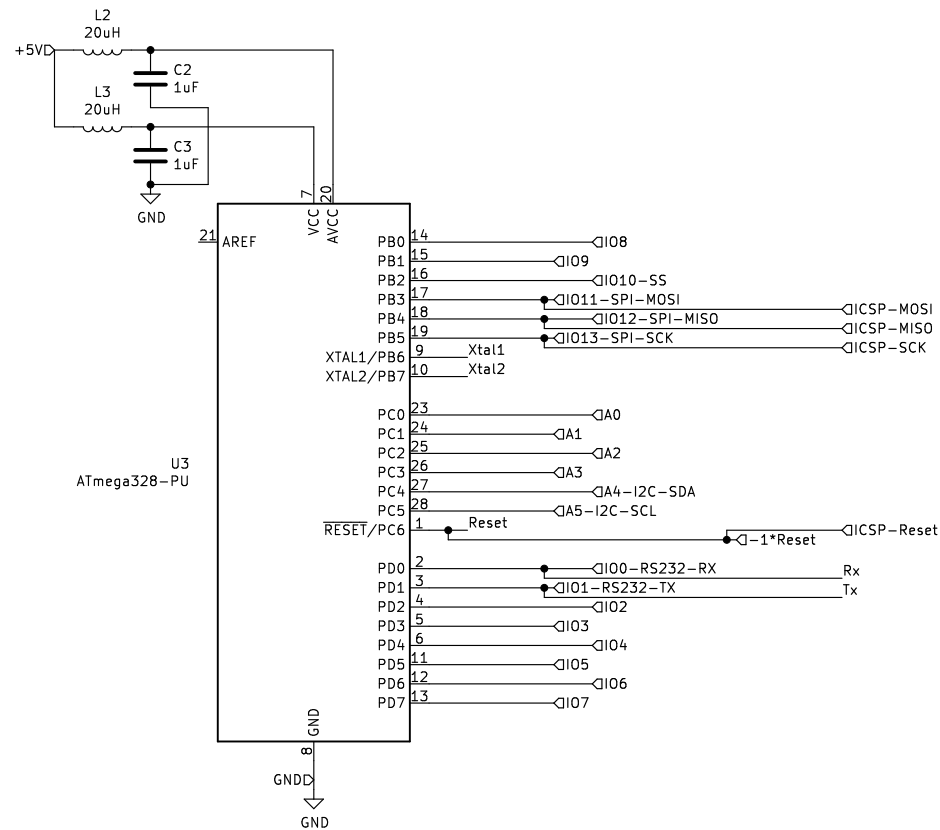 L2
20uH
+5V
C2
1uF
L3
20uH
C3
1uF
GND
7
20
VCC
AVCC
21 AREF
PB0 14 IO8
PB1 15 IO9
PB2 16 IO10-SS
PB3 17 IO11-SPI-MOSI
ICSP-MOSI
PB4 18 IO12-SPI-MISO
ICSP-MISO
PB5 19 IO13-SPI-SCK
ICSP-SCK
XTAL1/PB6 9 Xtal1
XTAL2/PB7 10 Xtal2
PC0 23 A0
PC1 24 A1
PC2 25 A2
PC3 26 A3
U3
ATmega328-PU
PC4 27 A4-I2C-SDA
PC5 28 A5-I2C-SCL
RESET/PC6 1 Reset
ICSP-Reset
-1*Reset
PD0 2 IO0-RS232-RX
Rx
PD1 3 IO1-RS232-TX
Tx
PD2 4 IO2
PD3 5 IO3
PD4 6 IO4
PD5 11 IO5
PD6 12 IO6
PD7 13 IO7
GND
8
GND
GND